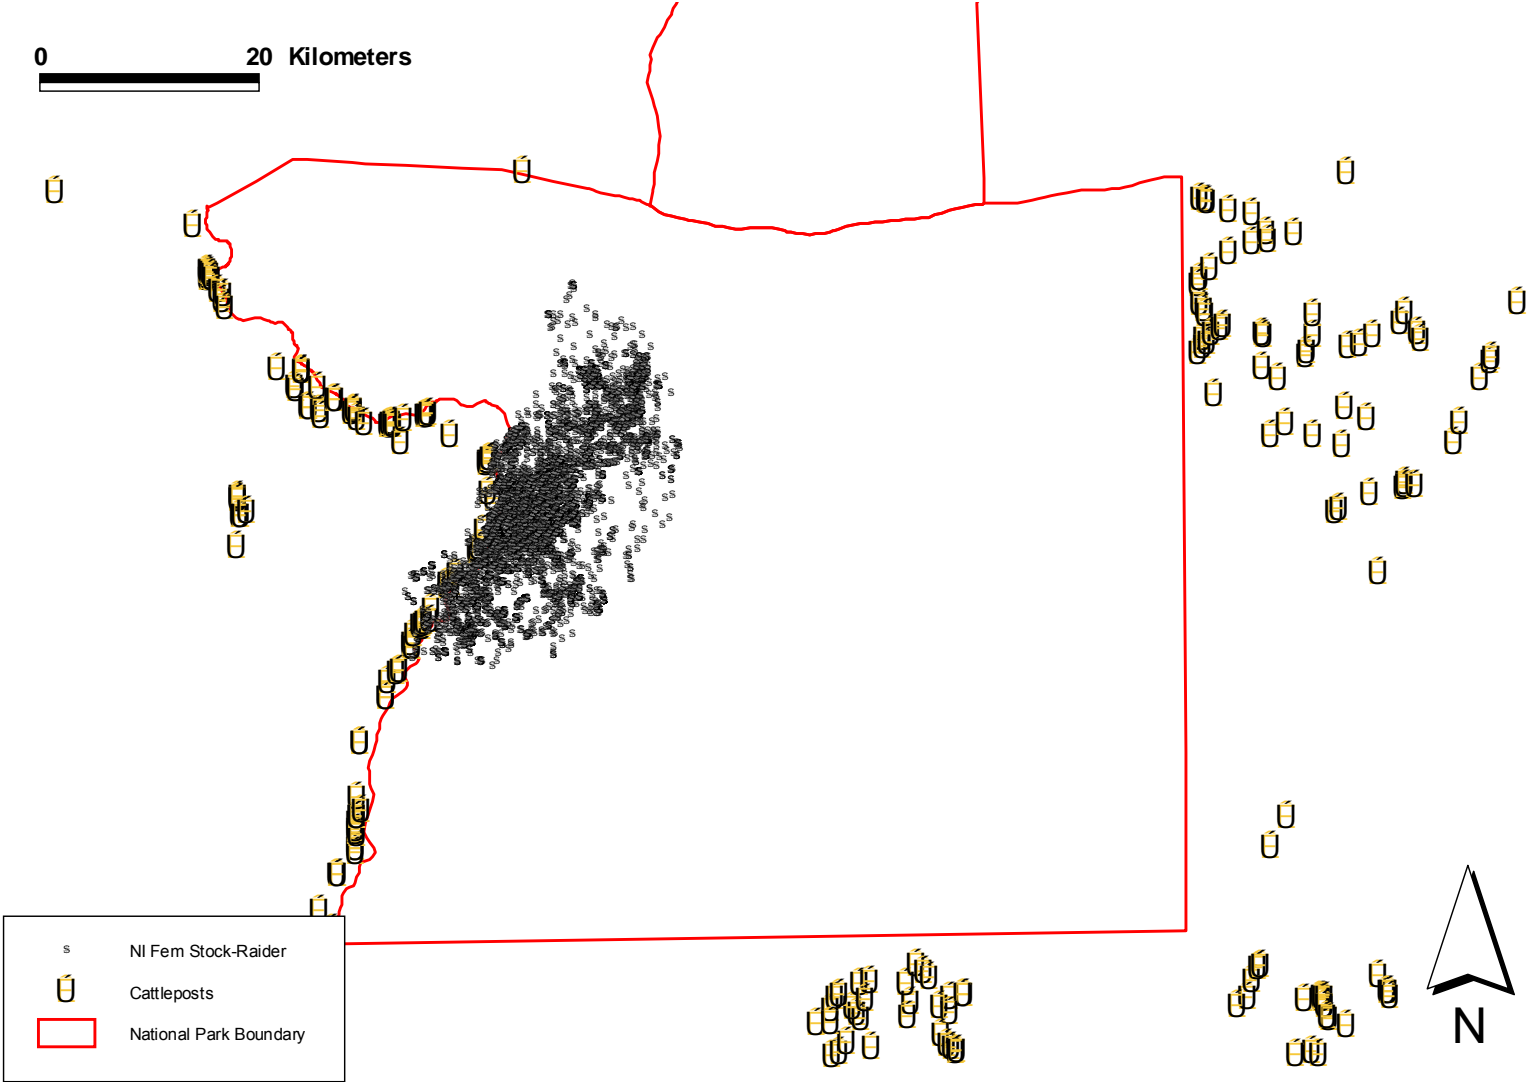 0 20 Kilometers
s NI Fem Stock-Raider
Cattleposts
National Park Boundary
N